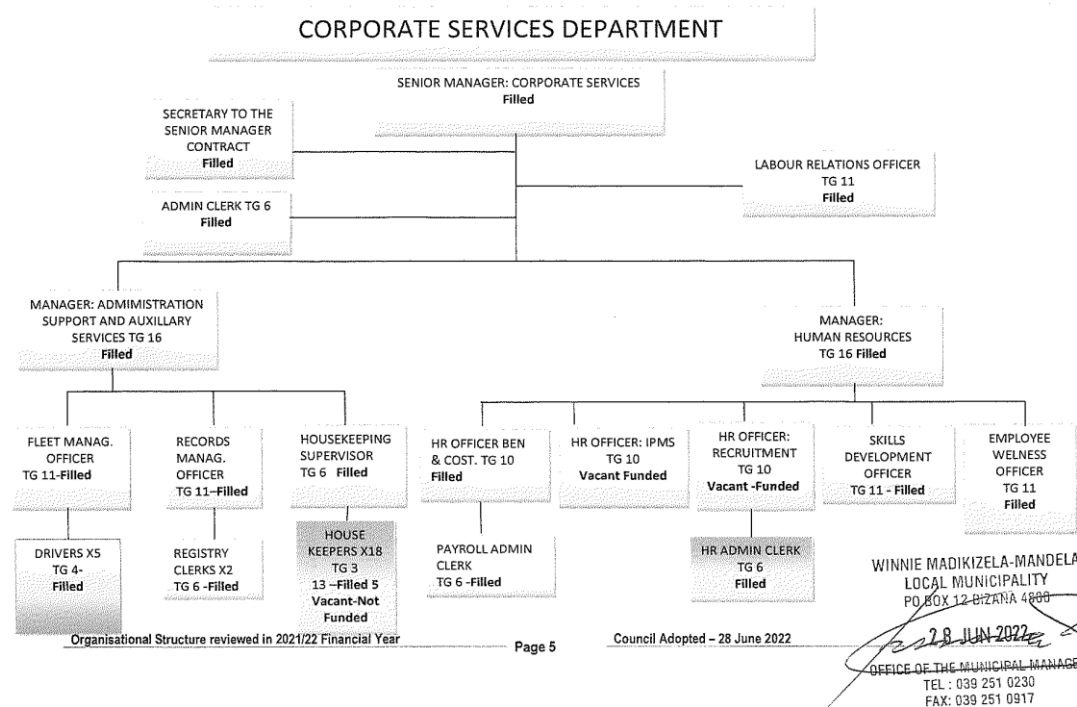 CORPORATE SERVICES DEPARTMENT
SENIOR MANAGER: CORPORATE SERVICES
Filled
SECRETARY TO THE
SENIOR MANAGER
CONTRACT
Filled
LABOUR RELATIONS OFFICER
TG 11
Filled
ADMIN CLERK TG 6
Filled
MANAGER: ADMIMISTRATION
SUPPORT AND AUXILLARY
SERVICES TG 16
Filled
MANAGER:
HUMAN RESOURCES
TG 16 Filled
FLEET MANAG.
OFFICER
TG 11-Filled
RECORDS
MANAG.
OFFICER
TG 11–Filled
HOUSEKEEPING
SUPERVISOR
TG 6 Filled
HR OFFICER BEN
& COST. TG 10
Filled
HR OFFICER: IPMS
TG 10
Vacant Funded
HR OFFICER:
RECRUITMENT
TG 10
Vacant -Funded
SKILLS
DEVELOPMENT
OFFICER
TG 11 - Filled
EMPLOYEE
WELNESS
OFFICER
TG 11
Filled
DRIVERS X5
TG 4-
Filled
REGISTRY
CLERKS X2
TG 6 -Filled
HOUSE
KEEPERS X18
TG 3
13 –Filled 5
Vacant-Not
Funded
PAYROLL ADMIN
CLERK
TG 6 -Filled
HR ADMIN CLERK
TG 6
Filled
WINNIE MADIKIZELA-MANDELA
LOCAL MUNICIPALITY
PO BOX 12 BIZANA 4800
28 JUN 2022
OFFICE OF THE MUNICIPAL MANAGE
TEL : 039 251 0230
FAX: 039 251 0917
Organisational Structure reviewed in 2021/22 Financial Year
Page 5
Council Adopted – 28 June 2022